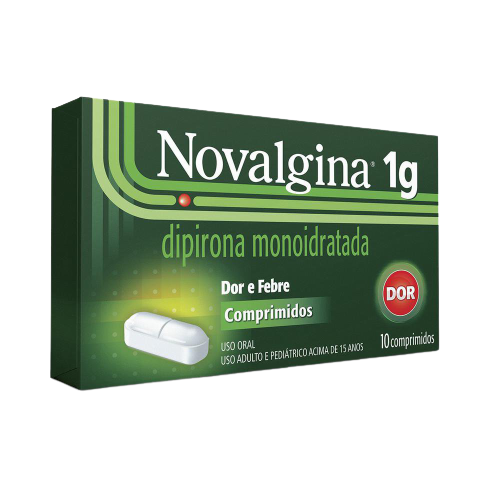 Novalgina® 1g
dipirona monoidratada
Dor e Febre
Comprimidos
DOR
USO ORAL
USO ADULTO E PEDIÁTRICO ACIMA DE 15 ANOS
10 comprimidos